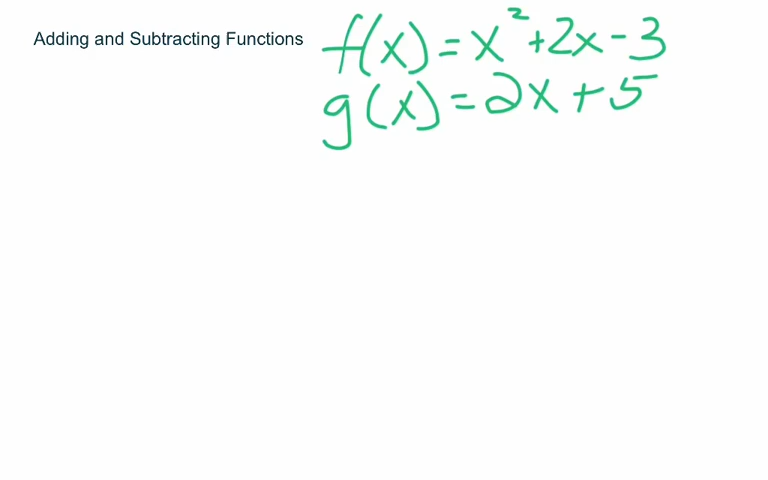 Adding and Subtracting Functions
f(x) = x² + 2x - 3
g(x) = 2x + 5